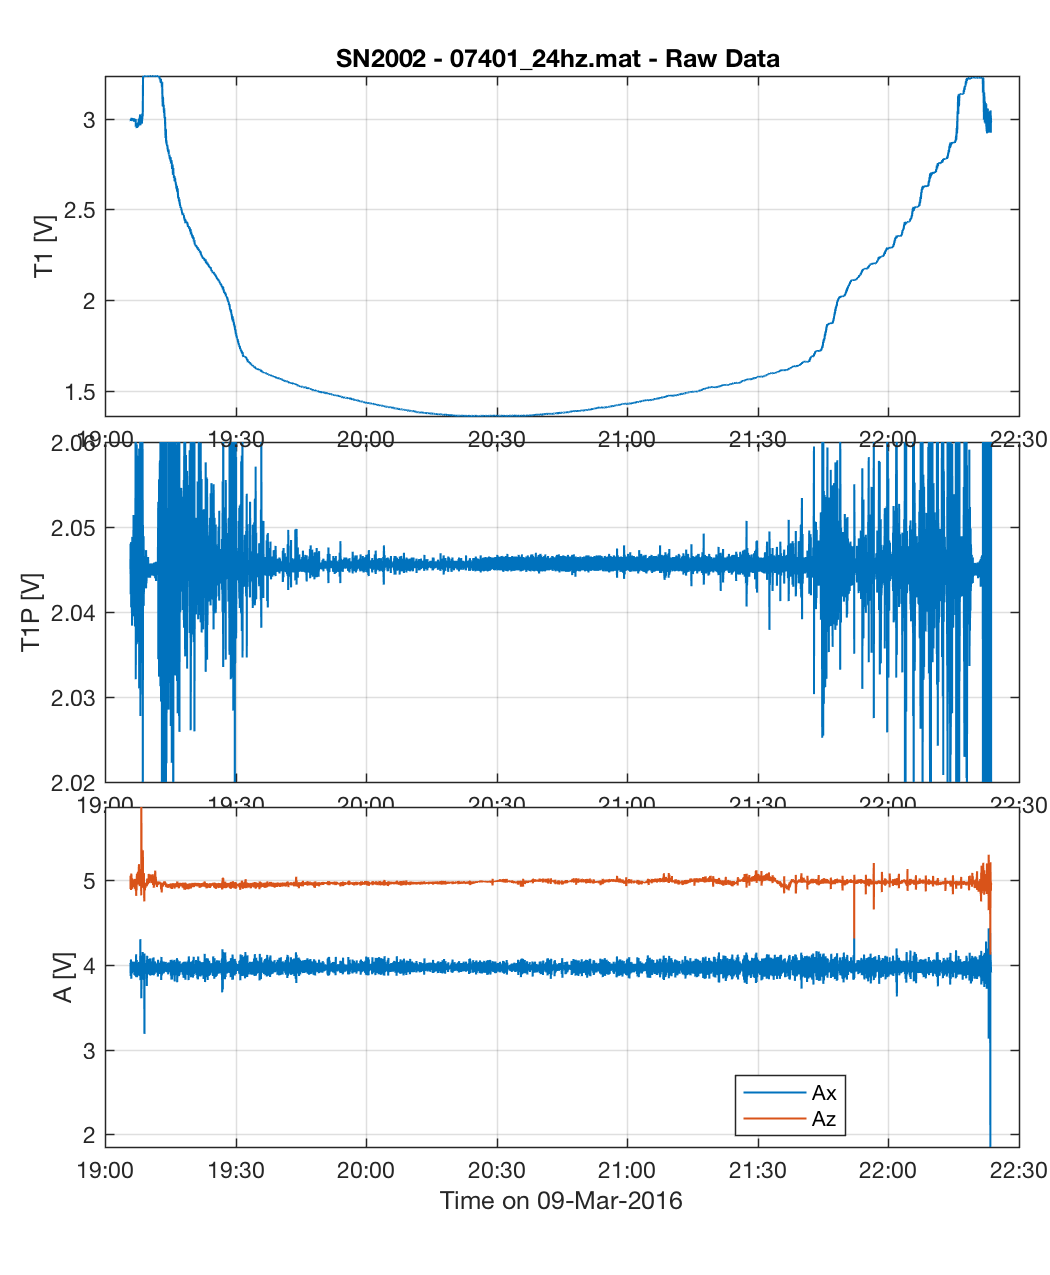 SN2002 - 07401_24hz.mat - Raw Data
3
2.5
2
1.5
T1 [V]
19:00 19:30 20:00 20:30 21:00 21:30 22:00 22:30
2.06
2.05
2.04
2.03
2.02
T1P [V]
19:00 19:30 20:00 20:30 21:00 21:30 22:00 22:30
5
4
3
2
A [V]
Ax
Az
19:00 19:30 20:00 20:30 21:00 21:30 22:00 22:30
Time on 09-Mar-2016